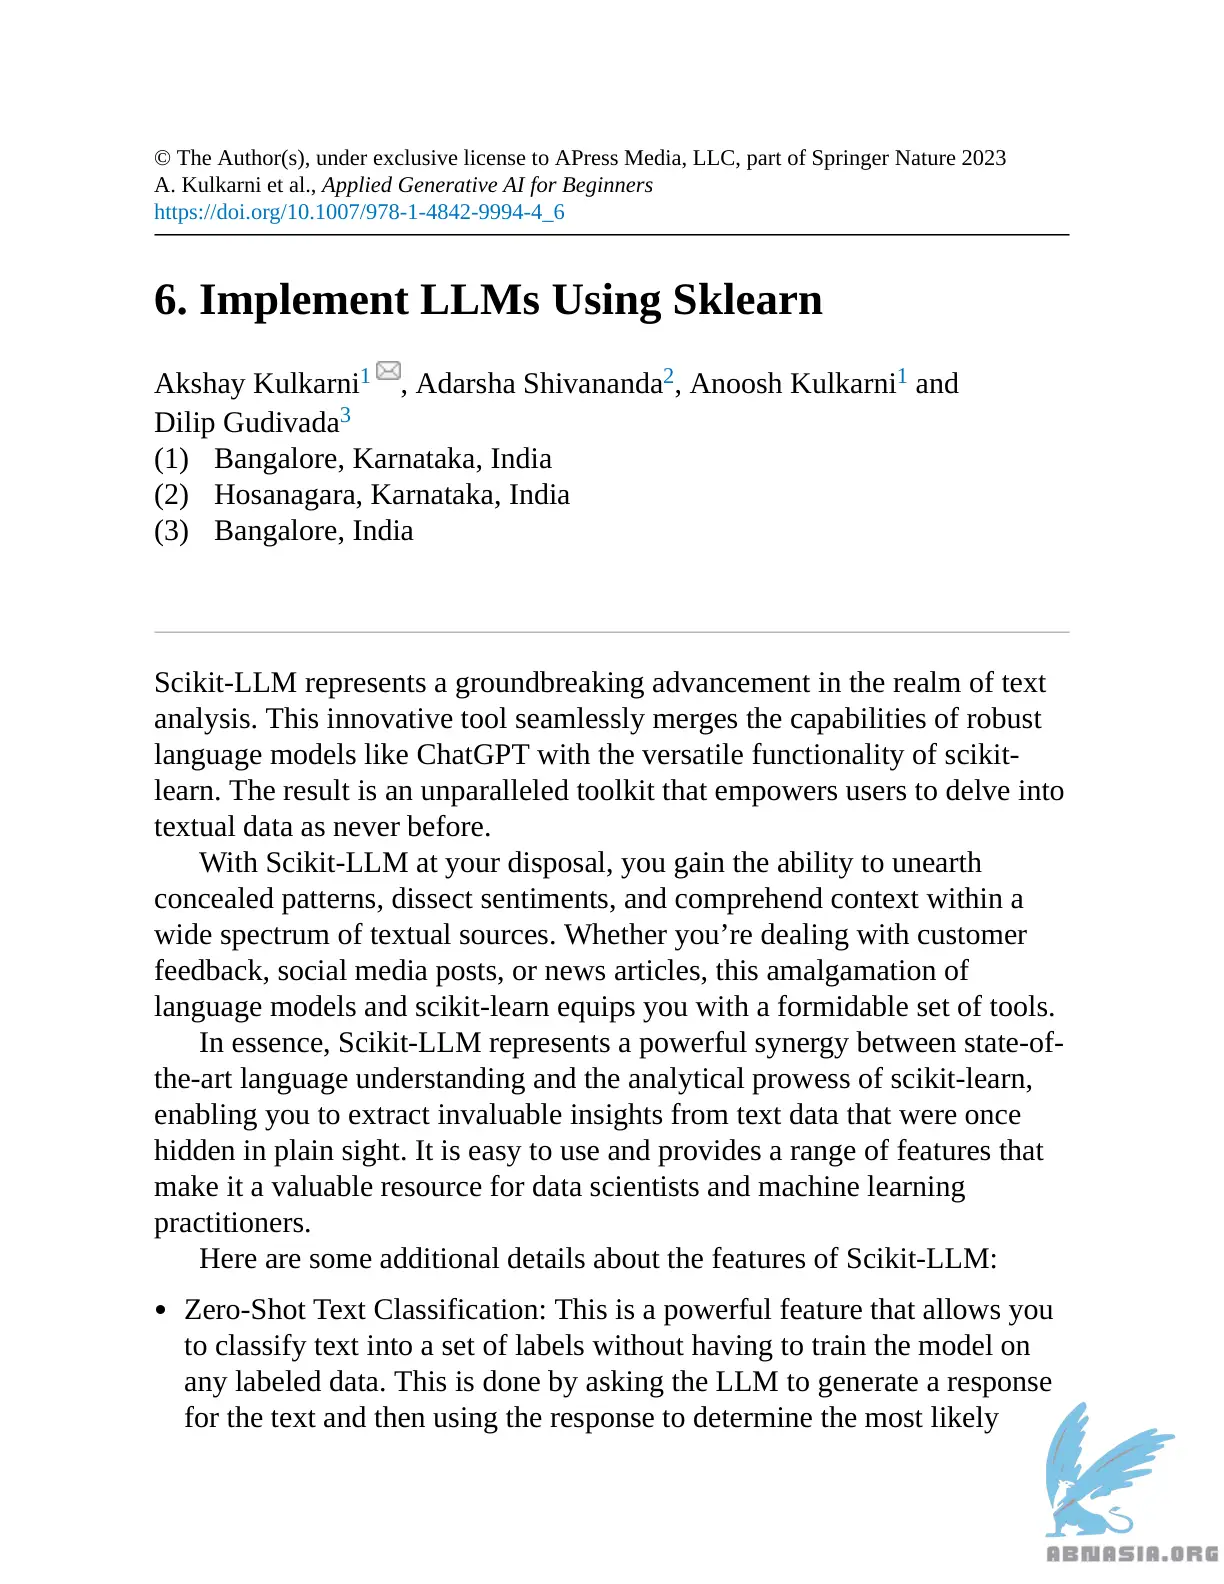 © The Author(s), under exclusive license to APress Media, LLC, part of Springer Nature 2023
A. Kulkarni et al., Applied Generative AI for Beginners
https://doi.org/10.1007/978-1-4842-9994-4_6
6. Implement LLMs Using Sklearn
Akshay Kulkarni1 , Adarsha Shivananda2, Anoosh Kulkarni1 and
Dilip Gudivada3
(1) Bangalore, Karnataka, India
(2) Hosanagara, Karnataka, India
(3) Bangalore, India
Scikit-LLM represents a groundbreaking advancement in the realm of text
analysis. This innovative tool seamlessly merges the capabilities of robust
language models like ChatGPT with the versatile functionality of scikit-
learn. The result is an unparalleled toolkit that empowers users to delve into
textual data as never before.
With Scikit-LLM at your disposal, you gain the ability to unearth
concealed patterns, dissect sentiments, and comprehend context within a
wide spectrum of textual sources. Whether you’re dealing with customer
feedback, social media posts, or news articles, this amalgamation of
language models and scikit-learn equips you with a formidable set of tools.
In essence, Scikit-LLM represents a powerful synergy between state-of-
the-art language understanding and the analytical prowess of scikit-learn,
enabling you to extract invaluable insights from text data that were once
hidden in plain sight. It is easy to use and provides a range of features that
make it a valuable resource for data scientists and machine learning
practitioners.
Here are some additional details about the features of Scikit-LLM:
• Zero-Shot Text Classification: This is a powerful feature that allows you
to classify text into a set of labels without having to train the model on
any labeled data. This is done by asking the LLM to generate a response
for the text and then using the response to determine the most likely
ABNASIA.ORG